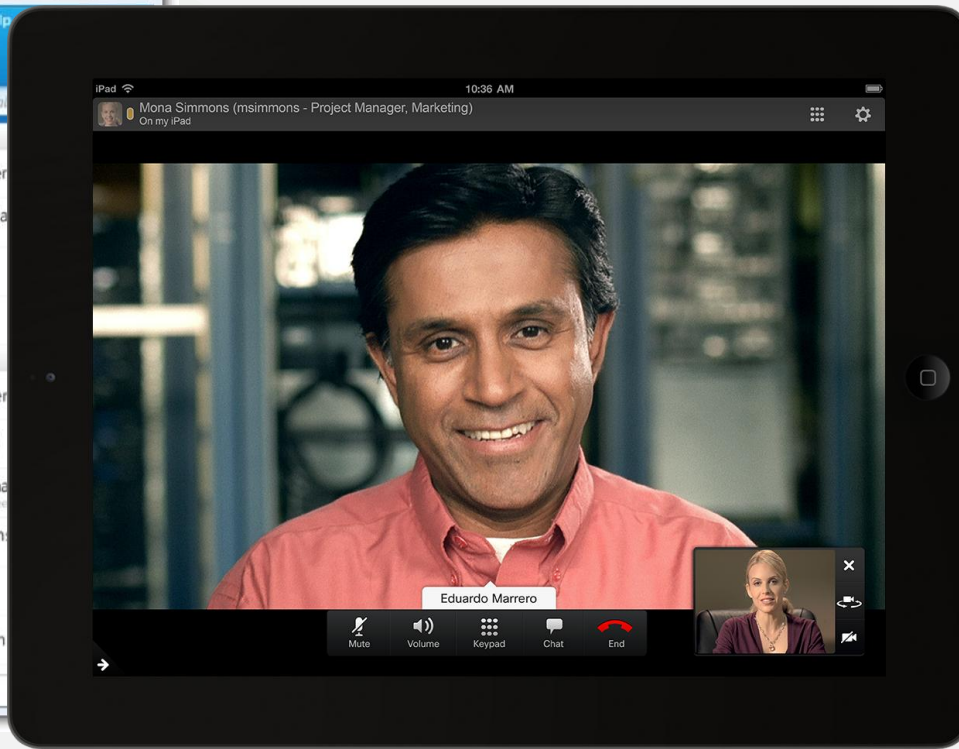 iPad
10:36 AM
Mona Simmons (msimmons - Project Manager, Marketing)
On my iPad
Eduardo Marrero
Mute
Volume
Keypad
Chat
End